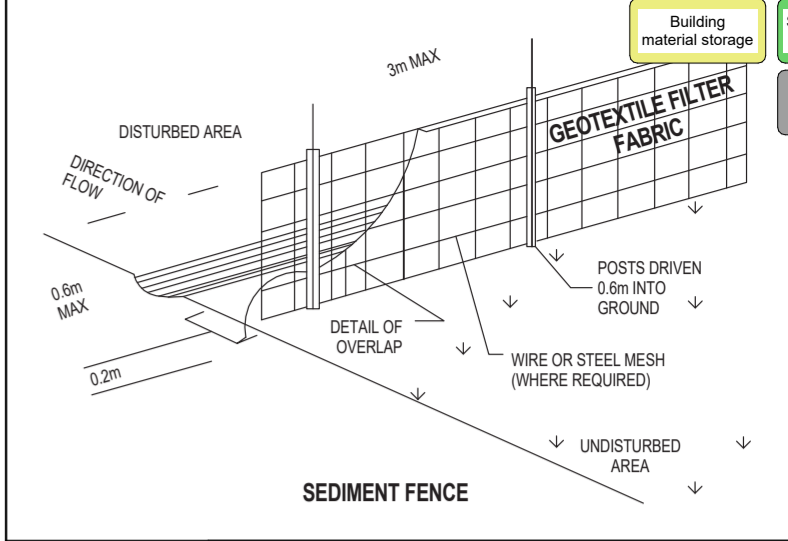 Building
material storage
3m MAX
DISTURBED AREA
GEOTEXTILE FILTER
FABRIC
DIRECTION OF
FLOW
0.6m
MAX
POSTS DRIVEN
0.6m INTO
GROUND
DETAIL OF
OVERLAP
WIRE OR STEEL MESH
(WHERE REQUIRED)
0.2m
UNDISTURBED
AREA
SEDIMENT FENCE